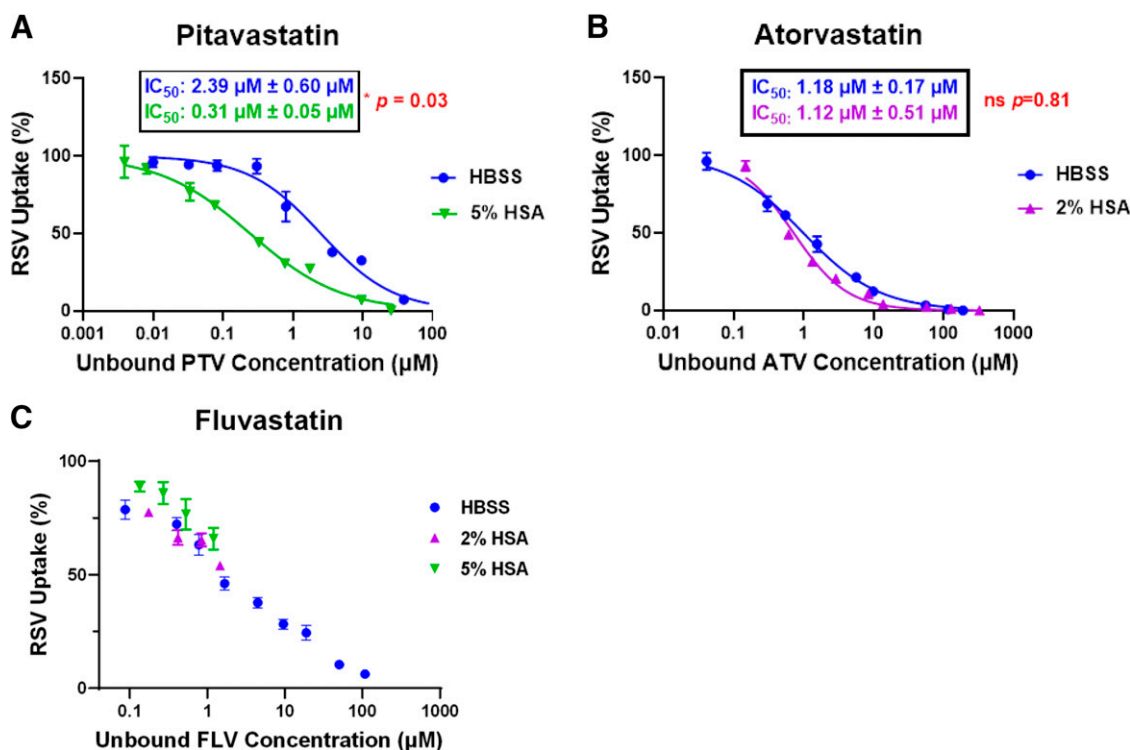 A
Pitavastatin
IC50: 2.39 µM ± 0.60 µM
IC50: 0.31 µM ± 0.05 µM
* p = 0.03
150
100
50
0
RSV Uptake (%)
HBSS
5% HSA
0.001 0.01 0.1 1 10 100
Unbound PTV Concentration (µM)
B
Atorvastatin
IC50: 1.18 µM ± 0.17 µM
IC50: 1.12 µM ± 0.51 µM
ns p=0.81
150
100
50
0
RSV Uptake (%)
HBSS
2% HSA
0.01 0.1 1 10 100 1000
Unbound ATV Concentration (µM)
C
Fluvastatin
100
50
0
RSV Uptake (%)
HBSS
2% HSA
5% HSA
0.1 1 10 100 1000
Unbound FLV Concentration (µM)